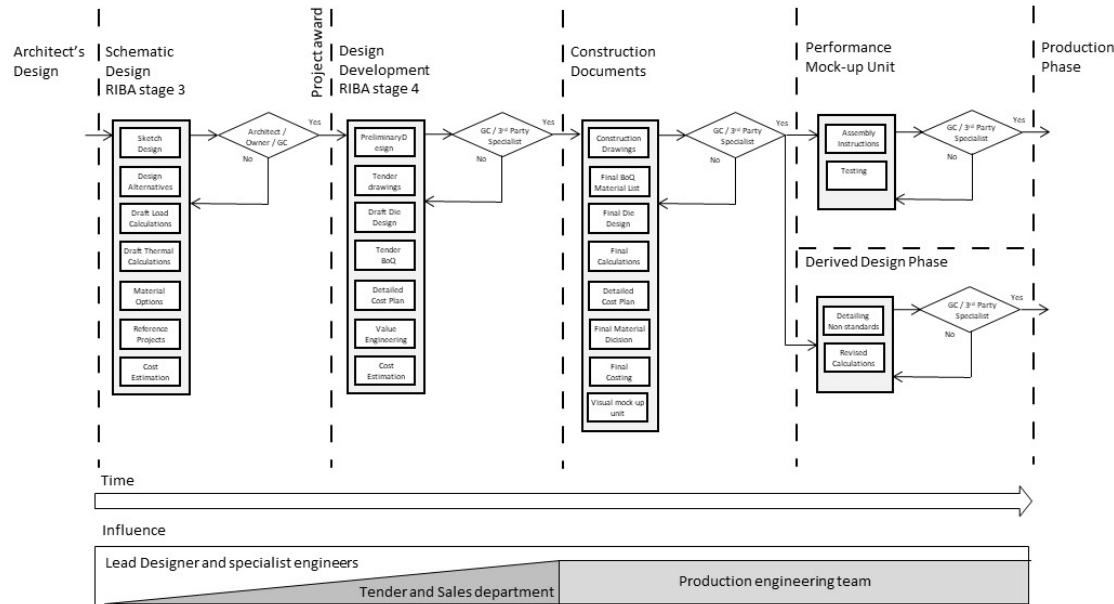 Architect's
Design
Schematic
Design
RIBA stage 3
Project award
Design
Development
RIBA stage 4
Construction
Documents
Performance
Mock-up Unit
Production
Phase
Sketch
Design
Design
Alternatives
Draft Load
Calculations
Draft Thermal
Calculations
Material
Options
Reference
Projects
Cost
Estimation
Architect /
Owner / GC
Yes
No
PreliminaryD
esign
Tender
drawings
Draft Die
Design
Tender
BoQ
Detailed
Cost Plan
Value
Engineering
Cost
Estimation
GC / 3rd Party
Specialist
Yes
No
Construction
Drawings
Final BoQ
Material List
Final Die
Design
Final
Calculations
Detailed
Cost Plan
Final Material
Dicision
Final
Costing
Visual mock-up
unit
GC / 3rd Party
Specialist
Yes
No
Assembly
Instructions
Testing
GC / 3rd Party
Specialist
Yes
No
Derived Design Phase
Detailing
Non-standards
Revised
Calculations
GC / 3rd Party
Specialist
Yes
No
Time
Influence
Lead Designer and specialist engineers
Tender and Sales department
Production engineering team